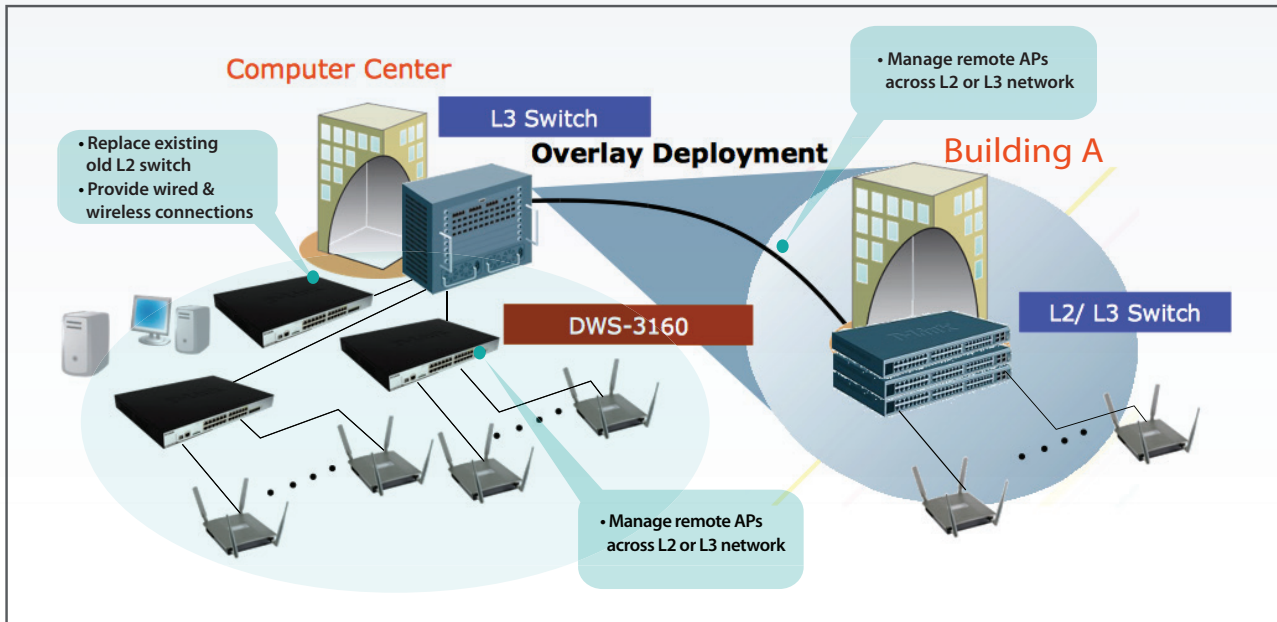 Computer Center
• Manage remote APs
across L2 or L3 network
L3 Switch
• Replace existing
old L2 switch
• Provide wired &
wireless connections
Overlay Deployment
Building A
DWS-3160
L2/ L3 Switch
D-Link
• Manage remote APs
across L2 or L3 network